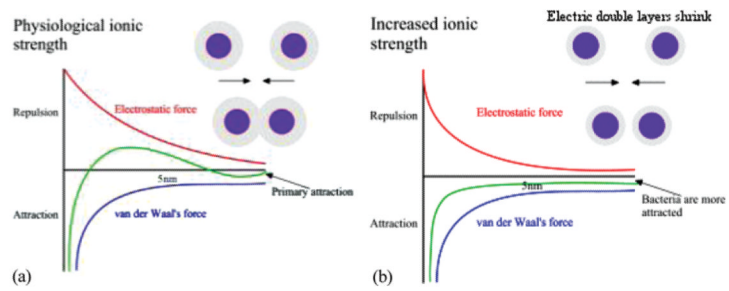 Physiological ionic
strength
Repulsion
Electrostatic force
5nm
Primary attraction
Attraction
van der Waal's force
(a)
Increased ionic
strength
Electric double layers shrink
Repulsion
Electrostatic force
5nm
Bacteria are more
attracted
Attraction
van der Waal's force
(b)